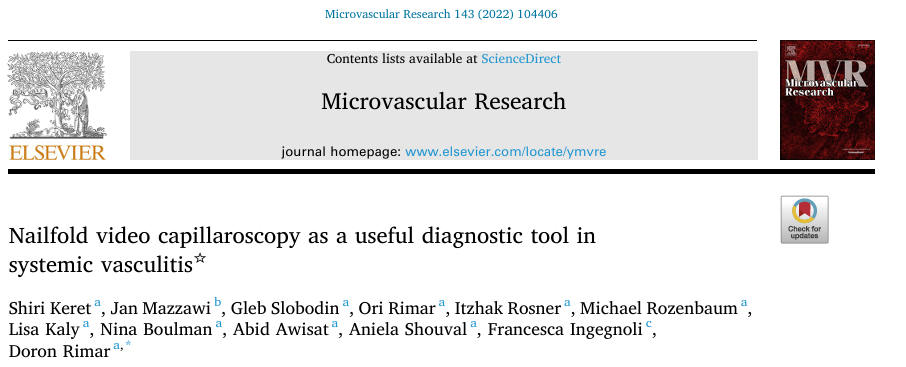 Microvascular Research 143 (2022) 104406
Contents lists available at ScienceDirect
Microvascular Research
journal homepage: www.elsevier.com/locate/ymvre
ELSEVIER
MVR
Microvascular
Research
Check for
updates
Nailfold video capillaroscopy as a useful diagnostic tool in
systemic vasculitis☆
Shiri Keret a, Jan Mazzawi b, Gleb Slobodin a, Ori Rimar a, Itzhak Rosner a, Michael Rozenbaum a,
Lisa Kaly a, Nina Boulman a, Abid Awisat a, Aniela Shouval a, Francesca Ingegnoli c,
Doron Rimar a,*